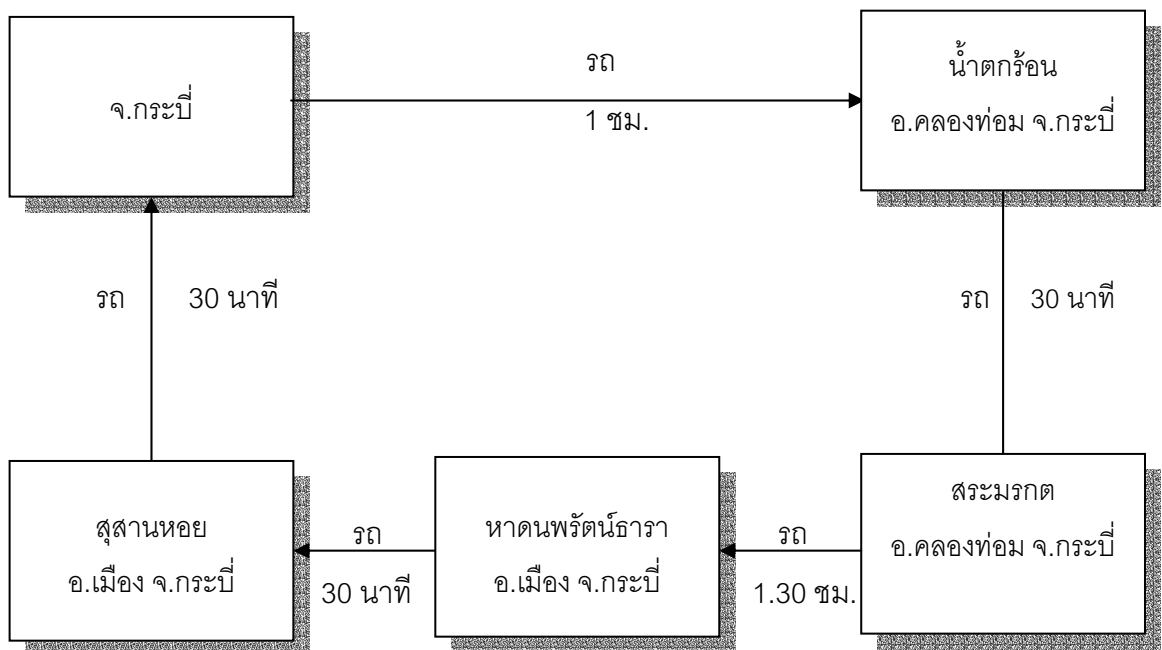 จ.กระบี่
รถ
1 ชม.
น้ำตกร้อน
อ.คลองท่อม จ.กระบี่
รถ 30 นาที
รถ 30 นาที
สุสานหอย
อ.เมือง จ.กระบี่
รถ
30 นาที
หาดนพรัตน์ธารา
อ.เมือง จ.กระบี่
รถ
1.30 ชม.
สระมรกต
อ.คลองท่อม จ.กระบี่